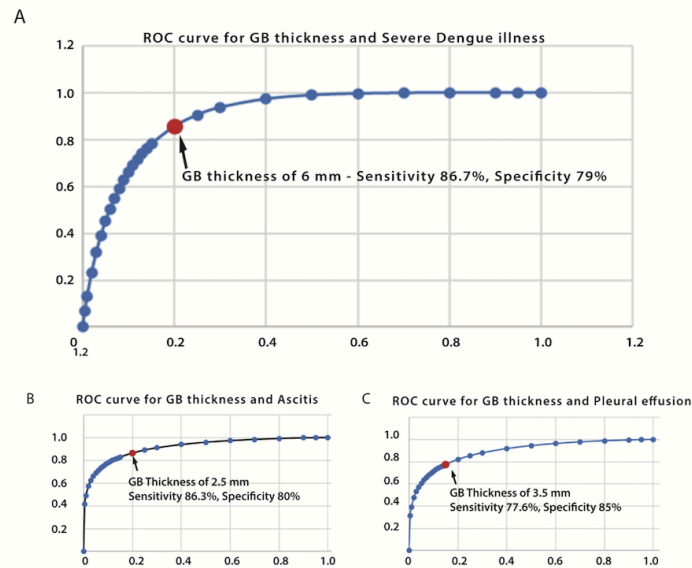 A
ROC curve for GB thickness and Severe Dengue illness
1.2
1.0
0.8
0.6
0.4
0.2
GB thickness of 6 mm - Sensitivity 86.7%, Specificity 79%
0 0.2 0.4 0.6 0.8 1.0 1.2
1.2
B ROC curve for GB thickness and Ascitis
1.0
0.8
0.6
0.4
0.2
GB Thickness of 2.5 mm
Sensitivity 86.3%, Specificity 80%
0 0.2 0.4 0.6 0.8 1.0
C ROC curve for GB thickness and Pleural effusion
1.0
0.8
0.6
0.4
0.2
GB Thickness of 3.5 mm
Sensitivity 77.6%, Specificity 85%
0 0.2 0.4 0.6 0.8 1.0